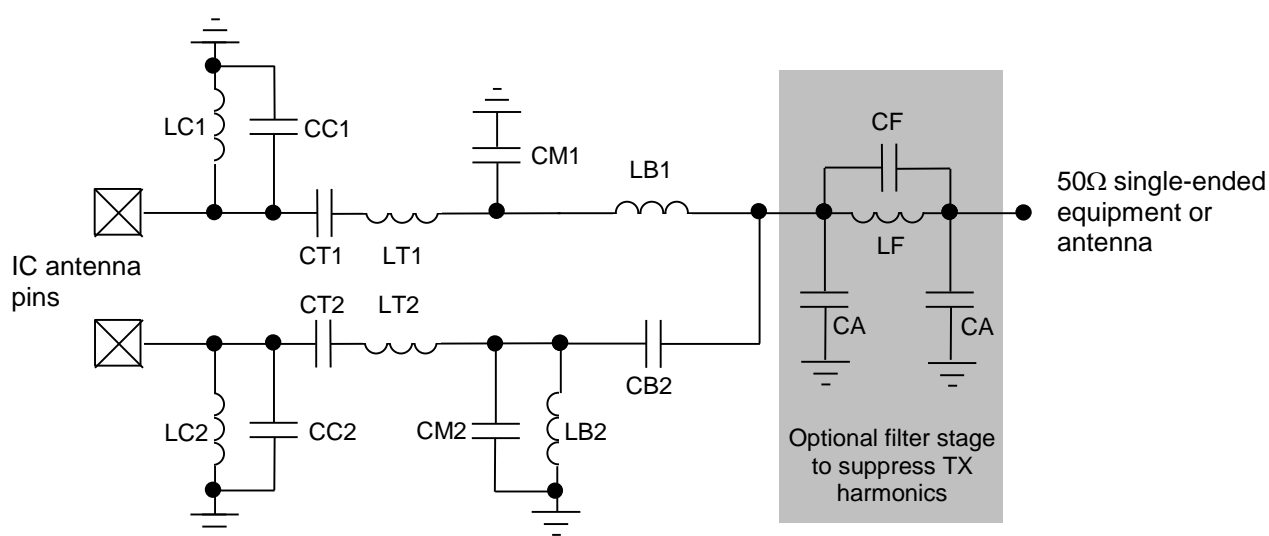 LC1
CC1
CM1
LB1
CF
LF
CA
CA
50Ω single-ended
equipment or
antenna
IC antenna
pins
CT1
LT1
CT2
LT2
LC2
CC2
CM2
LB2
CB2
Optional filter stage
to suppress TX
harmonics